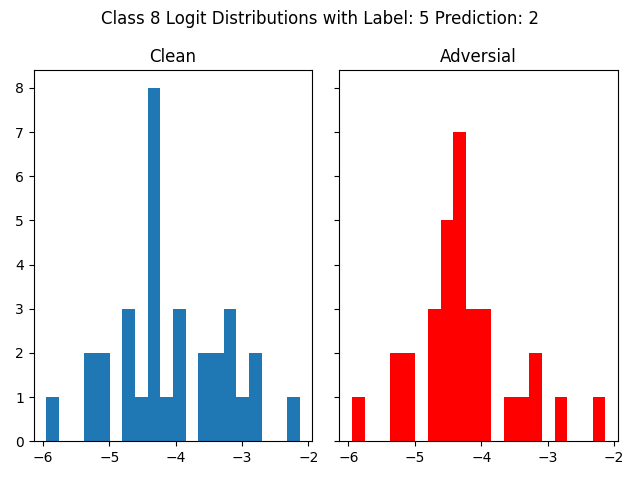 Class 8 Logit Distributions with Label: 5 Prediction: 2
Clean
Adversial
8
7
6
5
4
3
2
1
0
−6 −5 −4 −3 −2
−6 −5 −4 −3 −2